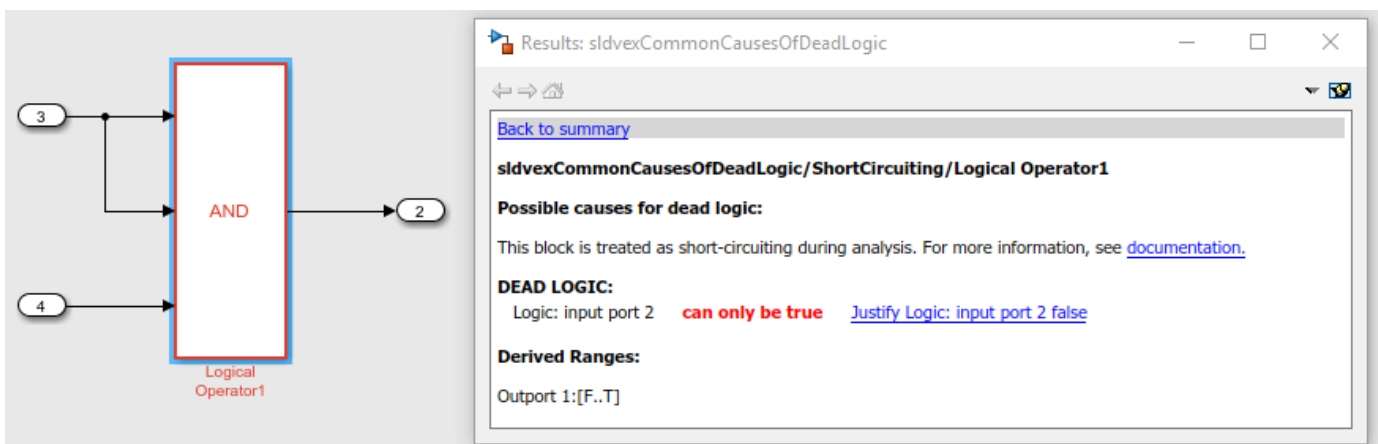 3
4
AND
2
Logical
Operator1
Results: sldvexCommonCausesOfDeadLogic
Back to summary
sldvexCommonCausesOfDeadLogic/ShortCircuiting/Logical Operator1
Possible causes for dead logic:
This block is treated as short-circuiting during analysis. For more information, see documentation.
DEAD LOGIC:
Logic: input port 2 can only be true Justify Logic: input port 2 false
Derived Ranges:
Outport 1:[F..T]